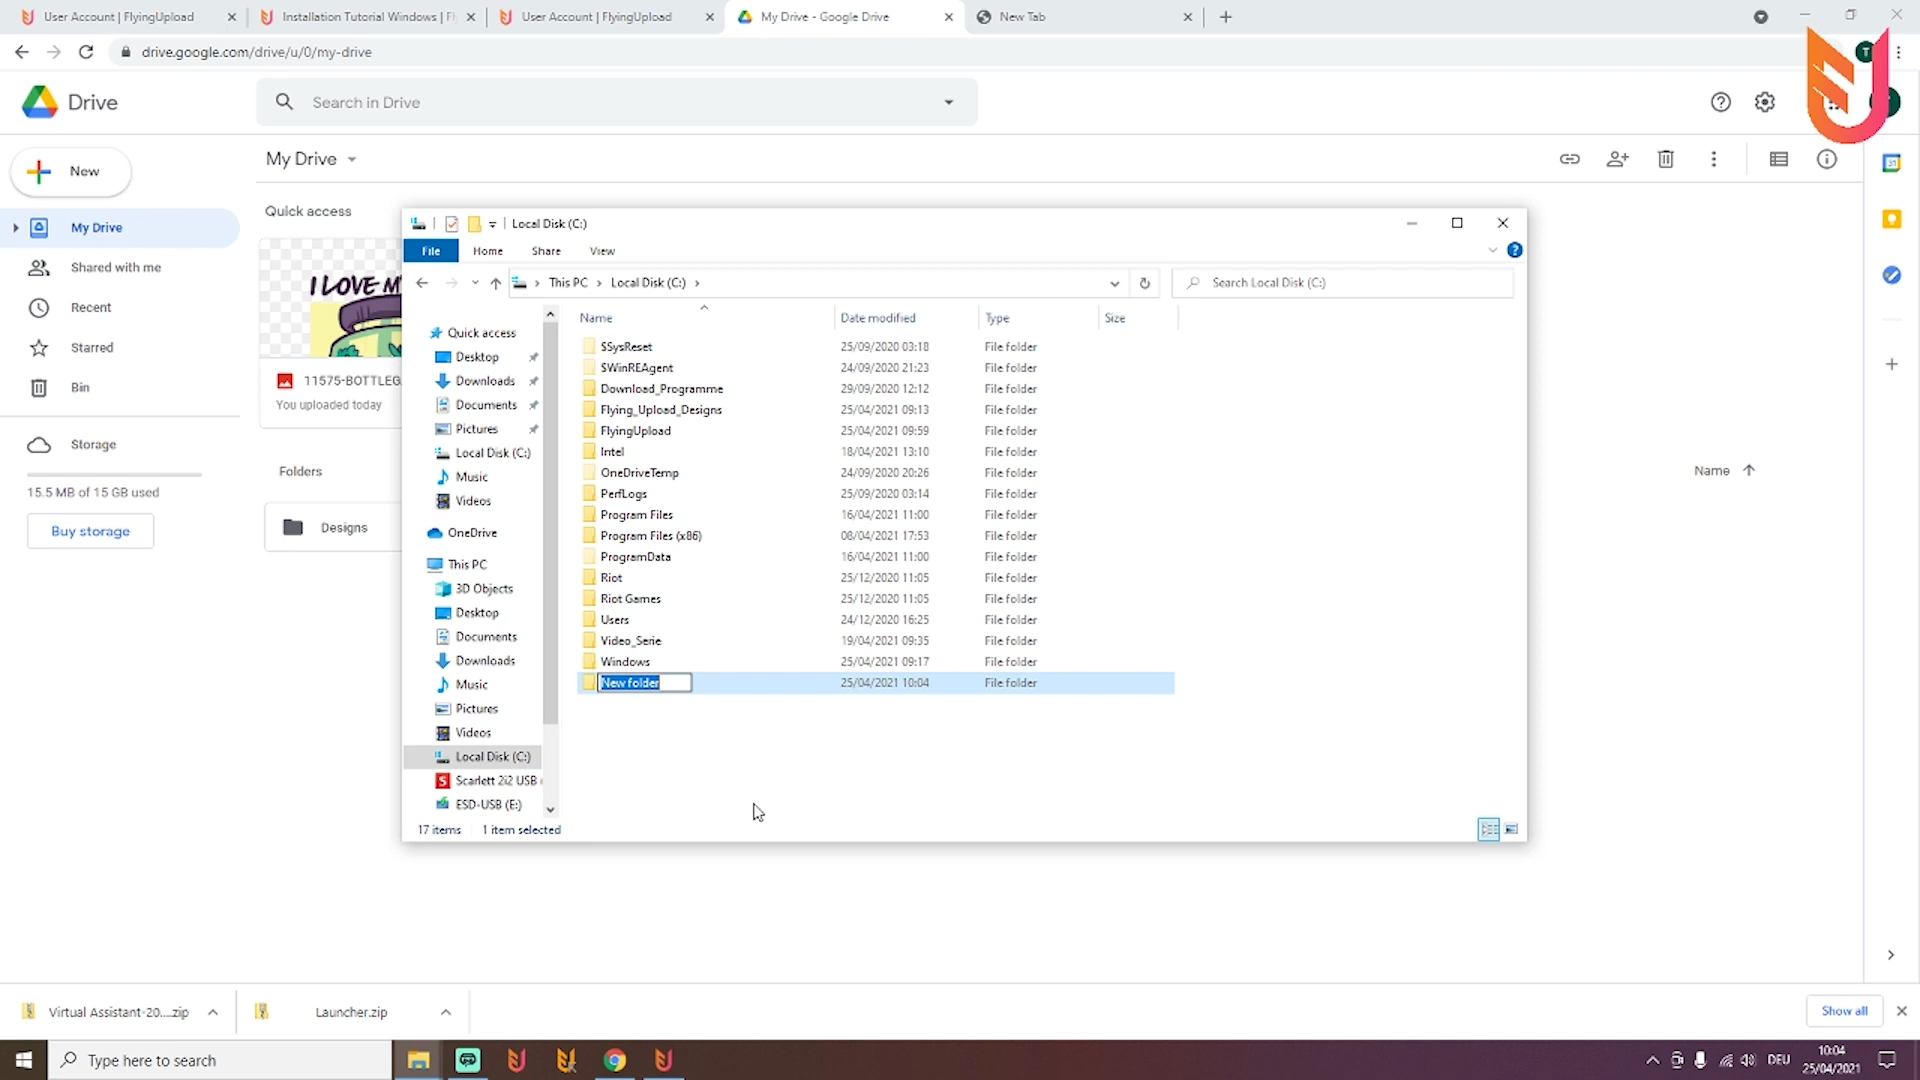 User Account | FlyingUpload
Installation Tutorial Windows | Fl
User Account | FlyingUpload
My Drive - Google Drive
New Tab
drive.google.com/drive/u/0/my-drive
T
Drive
Search in Drive
New
My Drive
My Drive
Shared with me
Recent
Starred
Bin
Storage
15.5 MB of 15 GB used
Buy storage
Quick access
I LOVE M
11575-BOTTLEG
You uploaded today
Folders
Designs
Name
31
Local Disk (C:)
File Home Share View
This PC > Local Disk (C:) >
Search Local Disk (C:)
Quick access
Desktop
Downloads
Documents
Pictures
Local Disk (C:)
Music
Videos
OneDrive
This PC
3D Objects
Desktop
Documents
Downloads
Music
Pictures
Videos
Local Disk (C:)
Scarlett 2i2 USB
ESD-USB (E:)
Name Date modified Type Size
$SysReset 25/09/2020 03:18 File folder
$WinREAgent 24/09/2020 21:23 File folder
Download_Programme 29/09/2020 12:12 File folder
Flying_Upload_Designs 25/04/2021 09:13 File folder
FlyingUpload 25/04/2021 09:59 File folder
Intel 18/04/2021 13:10 File folder
OneDriveTemp 24/09/2020 20:26 File folder
PerfLogs 25/09/2020 03:14 File folder
Program Files 16/04/2021 11:00 File folder
Program Files (x86) 08/04/2021 17:53 File folder
ProgramData 16/04/2021 11:00 File folder
Riot 25/12/2020 11:05 File folder
Riot Games 25/12/2020 11:05 File folder
Users 24/12/2020 16:25 File folder
Video_Serie 19/04/2021 09:35 File folder
Windows 25/04/2021 09:17 File folder
New folder 25/04/2021 10:04 File folder
17 items 1 item selected
Virtual Assistant-20....zip
Launcher.zip
Show all
Type here to search
DEU
10:04
25/04/2021